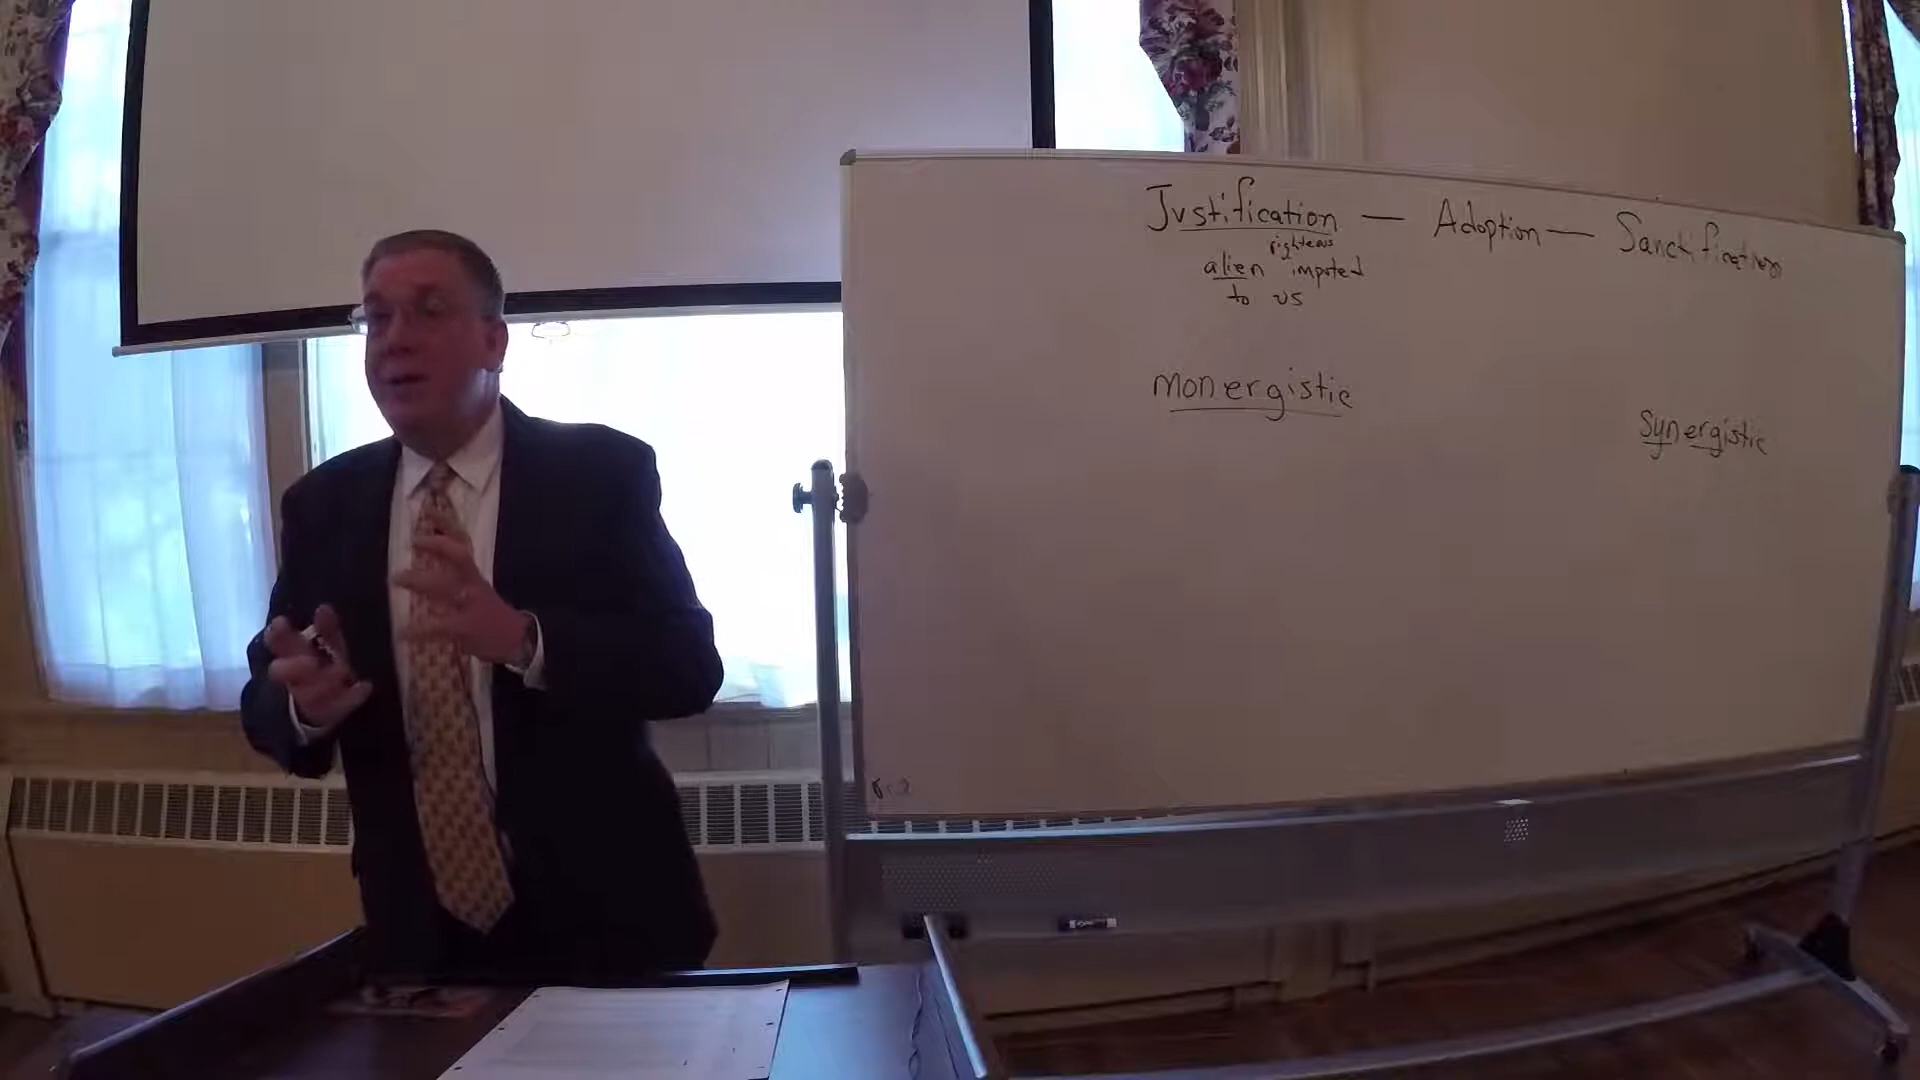 Justification — Adoption — Sanctification
righteous
alien imputed
to us
monergistic
synergistic